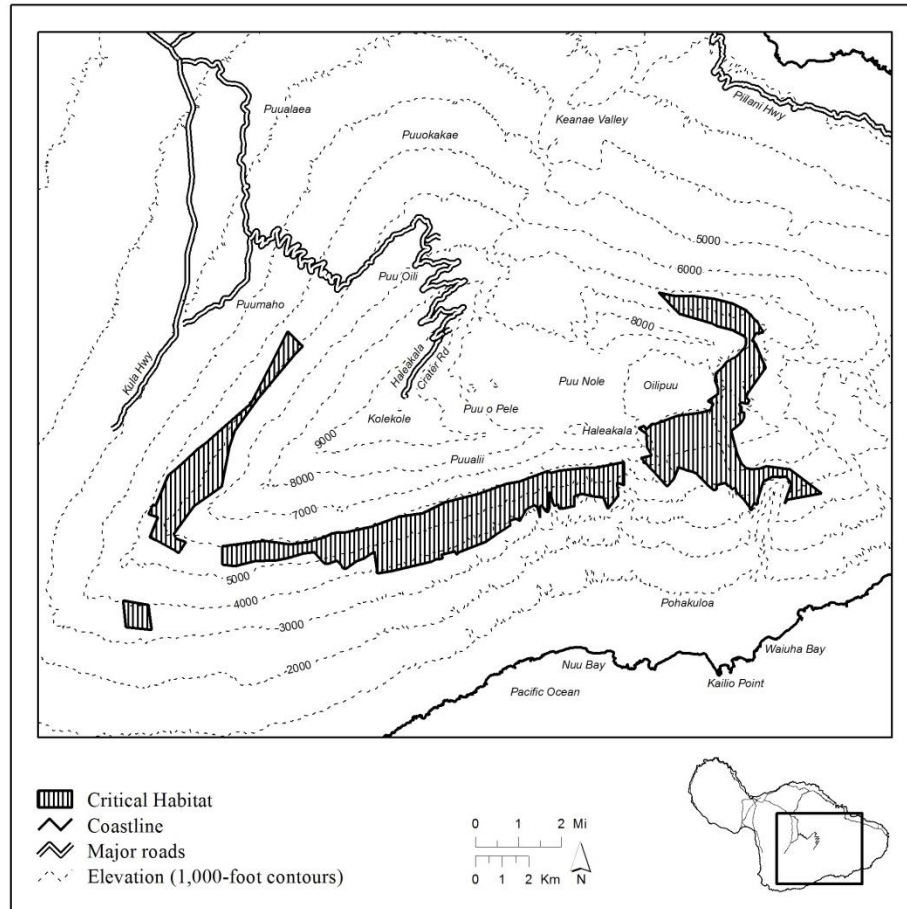 Puualaea
Puuokakae
Keanae Valley
Piilani Hwy
5000
6000
Puu Oili
Puumaho
8000
Kula Hwy
Haleakala
Crater Rd
Puu Nole
Oilipuu
Kolekole
Puu o Pele
9000
Haleakala
Puualii
8000
7000
5000
4000
3000
2000
Pohakuloa
Waiuha Bay
Nuu Bay
Kailio Point
Pacific Ocean
Critical Habitat
Coastline
Major roads
Elevation (1,000-foot contours)
0 1 2 Mi
0 1 2 Km
N